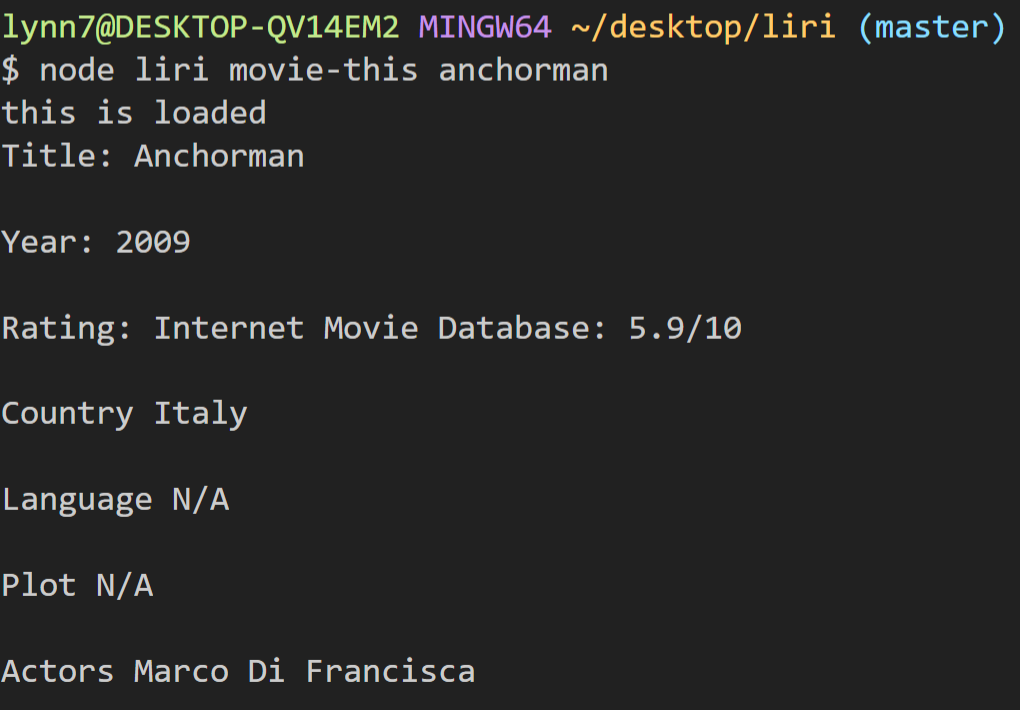 lynn7@DESKTOP-QV14EM2 MINGW64 ~/desktop/liri (master)
$ node liri movie-this anchorman
this is loaded
Title: Anchorman
Year: 2009
Rating: Internet Movie Database: 5.9/10
Country Italy
Language N/A
Plot N/A
Actors Marco Di Francisca